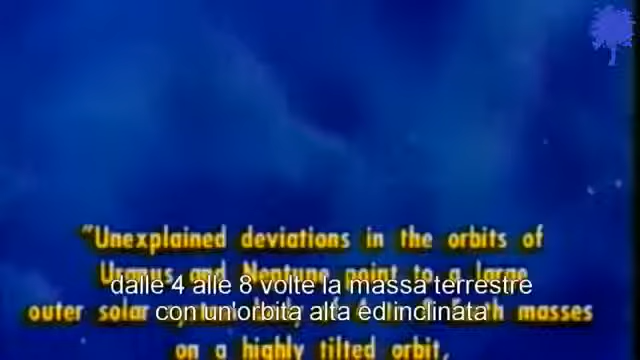 "Unexplained deviations in the orbits of
Uranus and Neptune point to a large
dalle 4 alle 8 volte la massa terrestre
outer solar Earth masses
con un'orbita alta ed inclinata
on a highly tilted orbit,